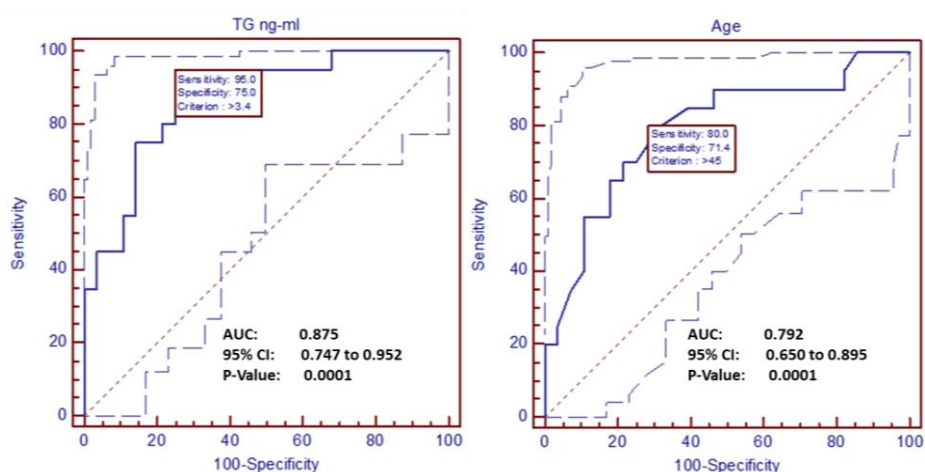 TG ng-ml
100
80
60
40
20
0
Sensitivity
Sensitivity: 95.0
Specificity: 75.0
Criterion : >3.4
AUC: 0.875
95% CI: 0.747 to 0.952
P-Value: 0.0001
0 20 40 60 80 100
100-Specificity
Age
100
80
60
40
20
0
Sensitivity
Sensitivity: 80.0
Specificity: 71.4
Criterion : >45
AUC: 0.792
95% CI: 0.650 to 0.895
P-Value: 0.0001
0 20 40 60 80 100
100-Specificity